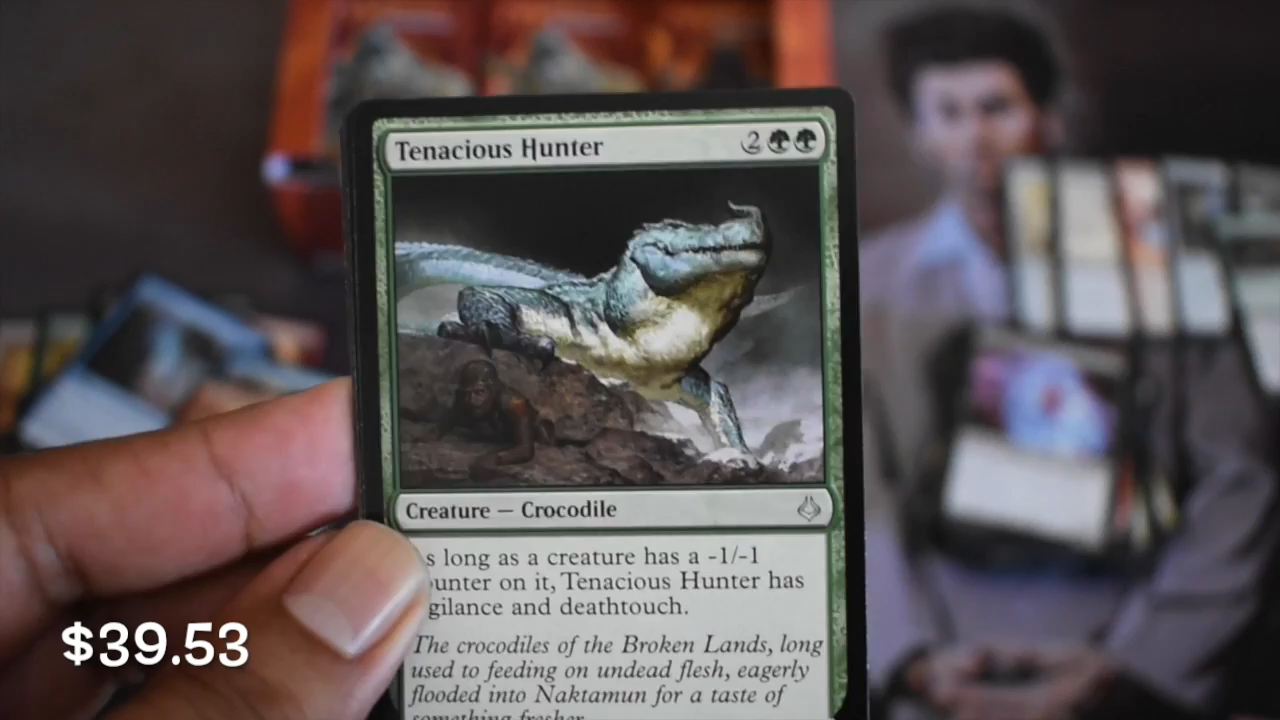 Tenacious Hunter 2
Creature — Crocodile
s long as a creature has a -1/-1
unter on it, Tenacious Hunter has
gilance and deathtouch.
The crocodiles of the Broken Lands, long
used to feeding on undead flesh, eagerly
flooded into Naktamun for a taste of
something fresher
$39.53